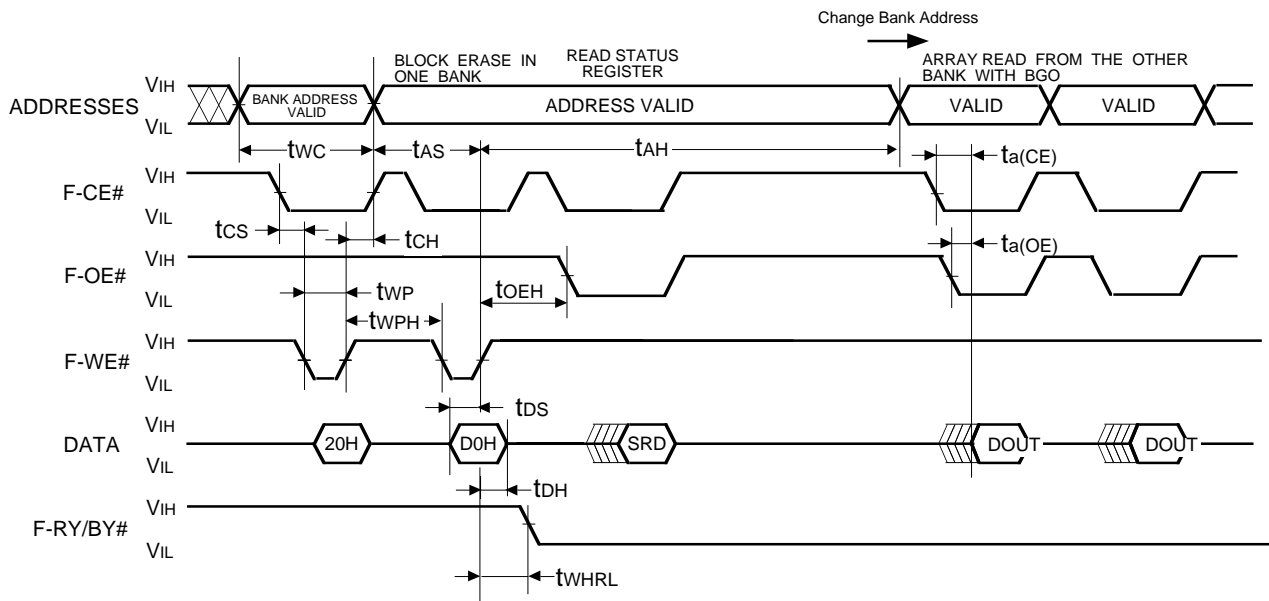 Change Bank Address
BLOCK ERASE IN
ONE BANK
READ STATUS
REGISTER
ARRAY READ FROM THE OTHER
BANK WITH BGO
ADDRESSES
VIH
VIL
BANK ADDRESS
VALID
ADDRESS VALID
VALID
VALID
tWC
tAS
tAH
ta(CE)
F-CE#
VIH
VIL
tCS
tCH
ta(OE)
F-OE#
VIH
VIL
tWP
tOEH
tWPH
F-WE#
VIH
VIL
tDS
DATA
VIH
VIL
20H
D0H
SRD
DOUT
DOUT
tDH
F-RY/BY#
VIH
VIL
tWHRL